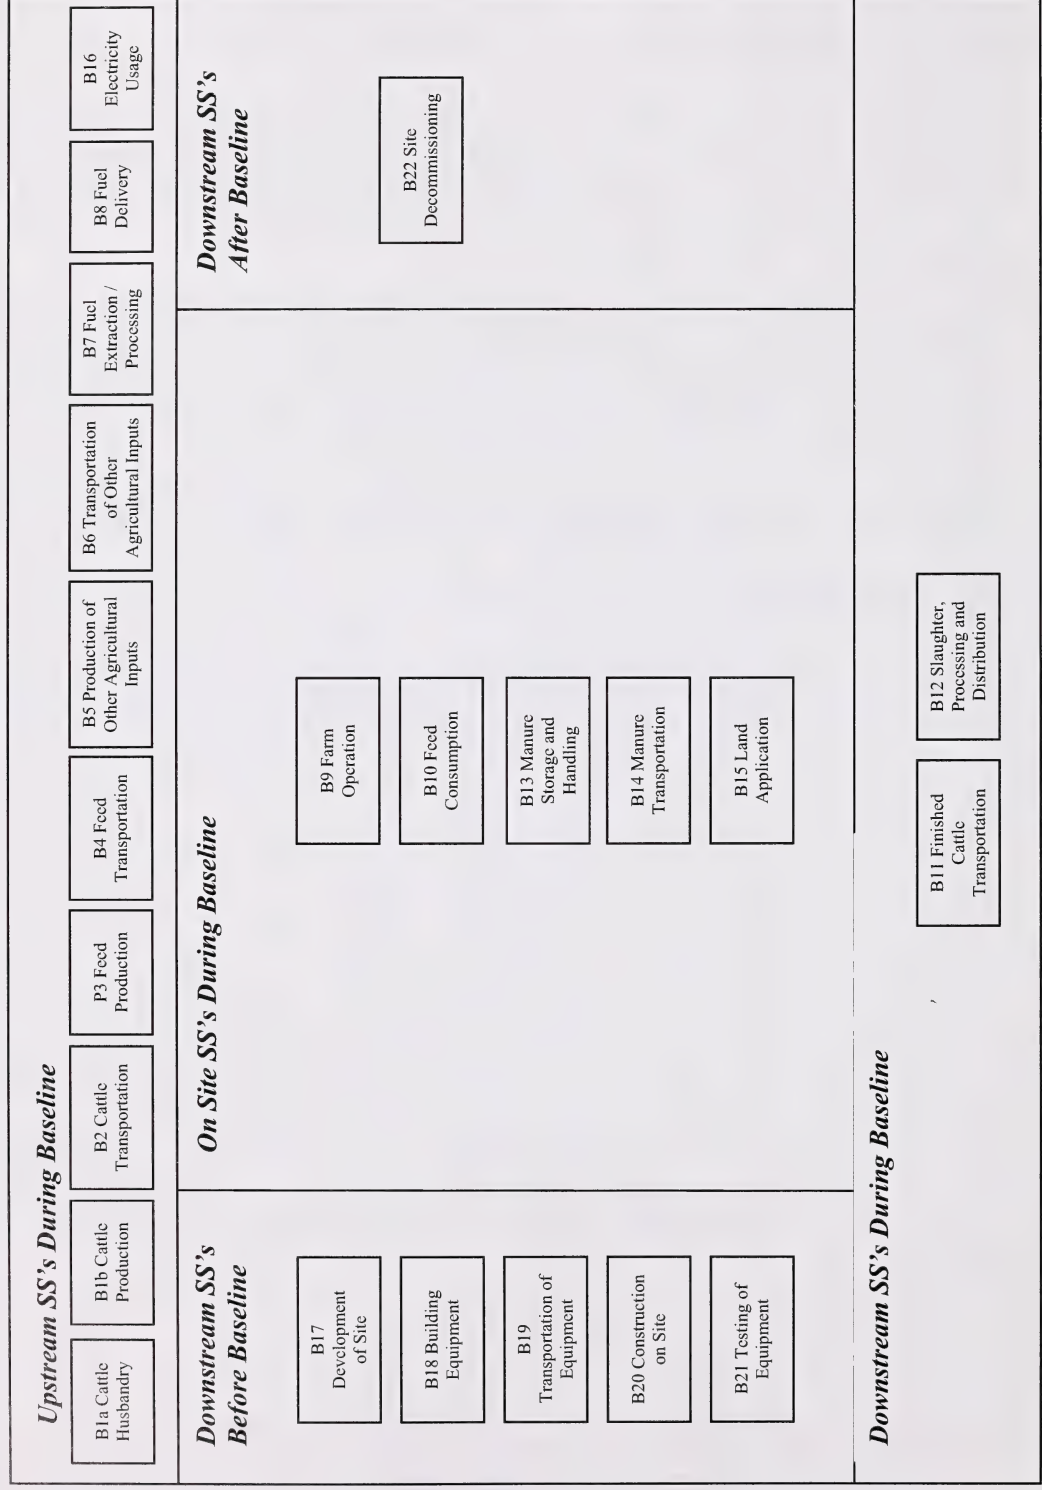 Upstream SS's During Baseline
B1a Cattle
Husbandry
B1b Cattle
Production
B2 Cattle
Transportation
P3 Feed
Production
B4 Feed
Transportation
B5 Production of
Other Agricultural
Inputs
B6 Transportation
of Other
Agricultural Inputs
B7 Fuel
Extraction /
Processing
B8 Fuel
Delivery
B16
Electricity
Usage
Downstream SS's
Before Baseline
B17
Development
of Site
B18 Building
Equipment
B19
Transportation of
Equipment
B20 Construction
on Site
B21 Testing of
Equipment
On Site SS's During Baseline
B9 Farm
Operation
B10 Feed
Consumption
B13 Manure
Storage and
Handling
B14 Manure
Transportation
B15 Land
Application
Downstream SS's
After Baseline
B22 Site
Decommissioning
Downstream SS's During Baseline
B11 Finished
Cattle
Transportation
B12 Slaughter,
Processing and
Distribution